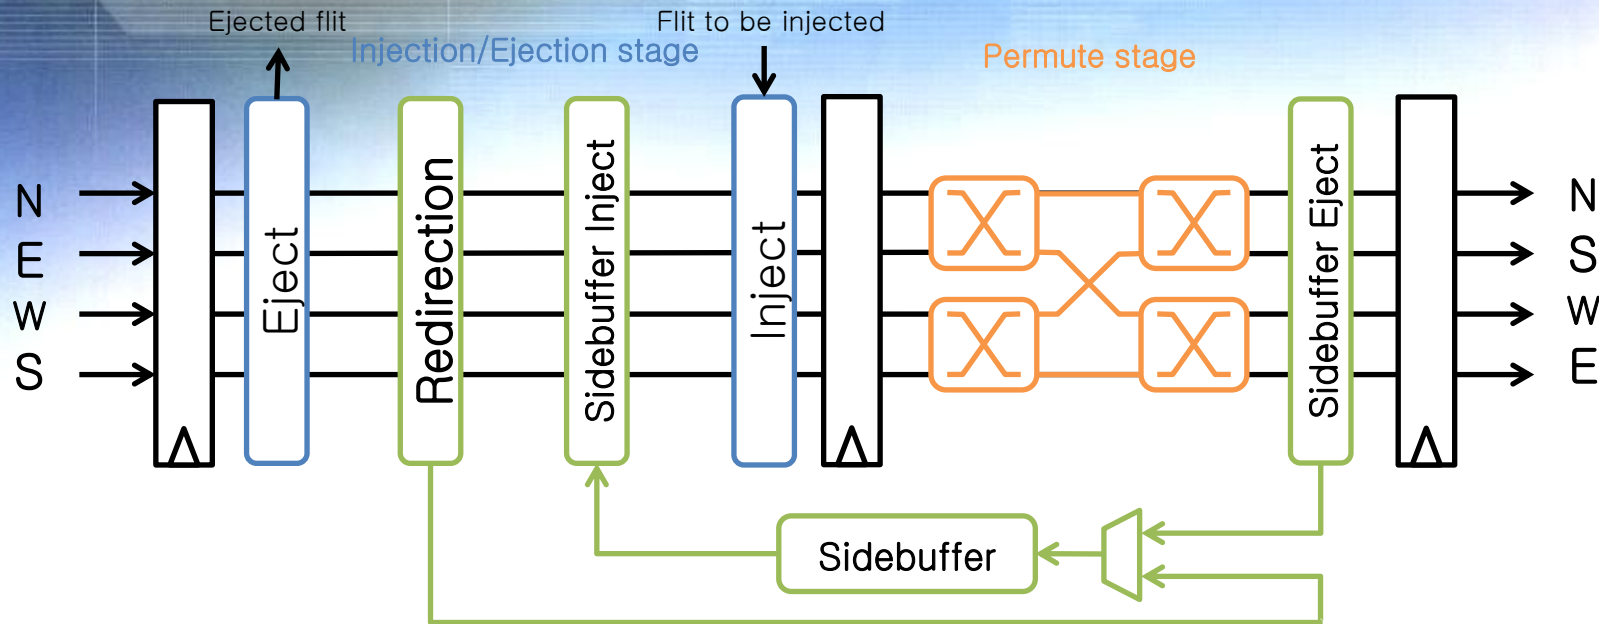 Ejected flit
Flit to be injected
Injection/Ejection stage
Permute stage
N
E
W
S
Eject
Redirection
Sidebuffer Inject
Inject
Sidebuffer Eject
N
S
W
E
Sidebuffer